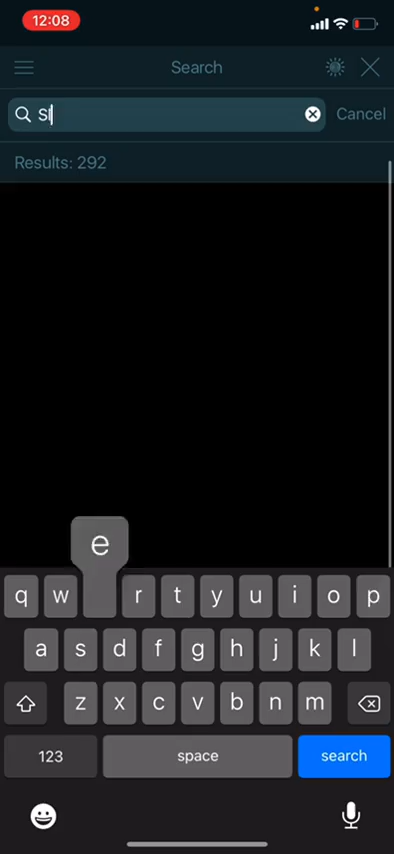 12:08
Search
Sl
Cancel
Results: 292
e
q w r t y u i o p
a s d f g h j k l
z x c v b n m
123 space search